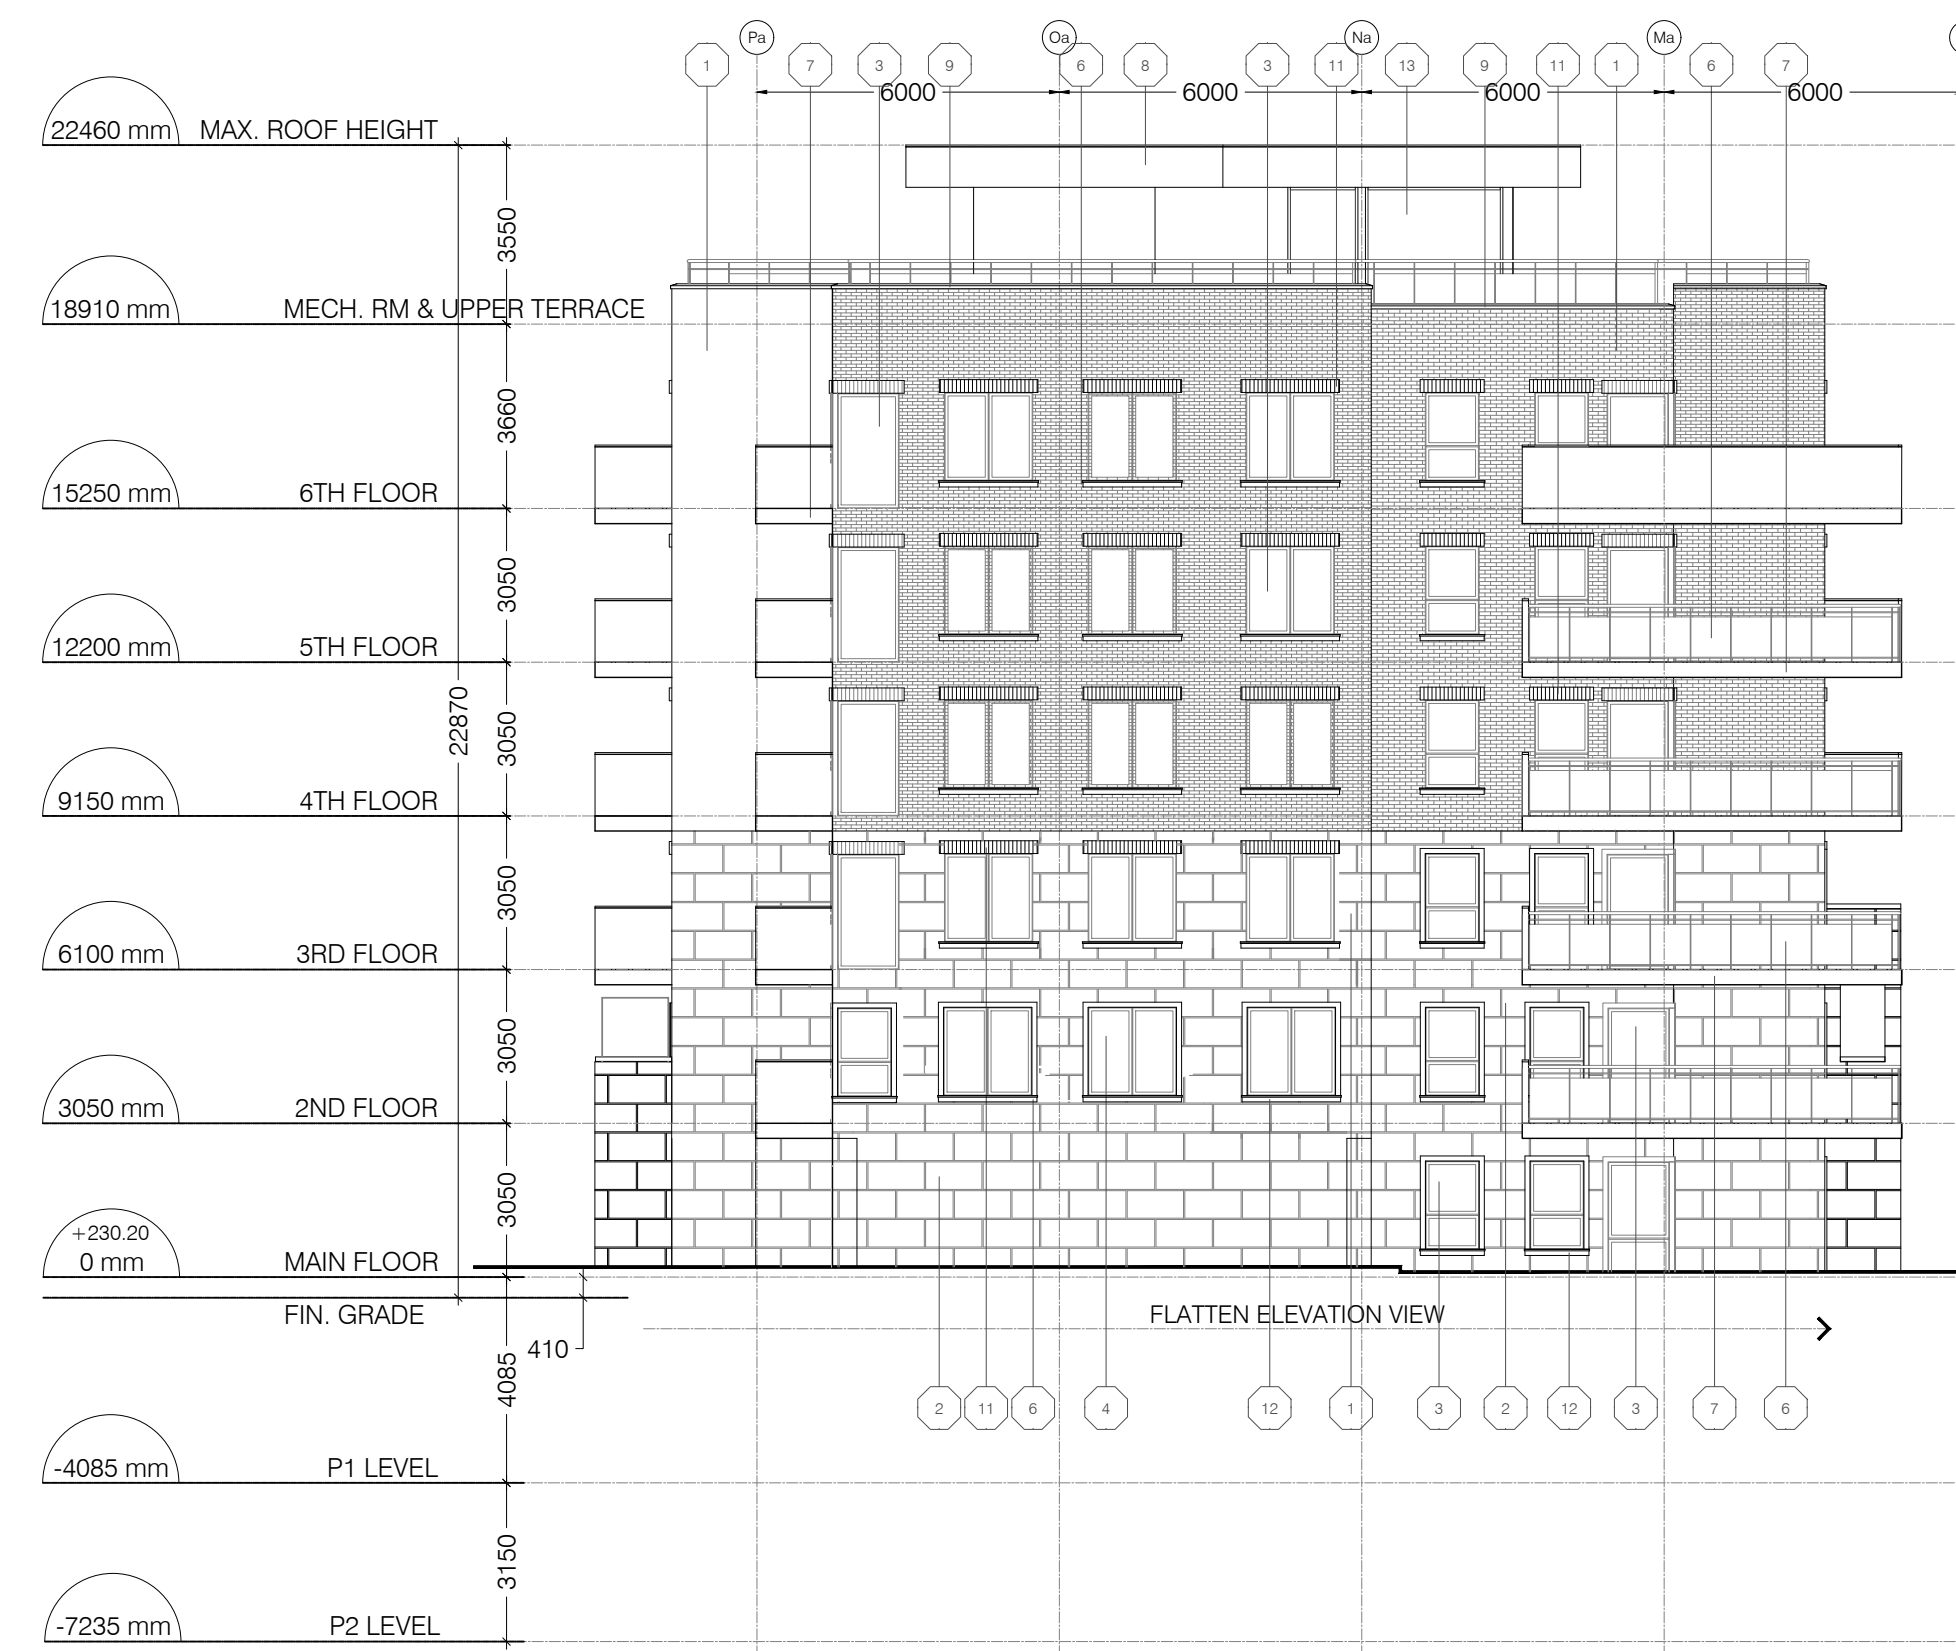 Pa Oa Na Ma
1 7 3 9 6 8 3 11 13 9 11 1 6 7
6000 6000 6000 6000
22460 mm MAX. ROOF HEIGHT
3550
18910 mm MECH. RM & UPPER TERRACE
3660
15250 mm 6TH FLOOR
3050
12200 mm 5TH FLOOR
22870
3050
9150 mm 4TH FLOOR
3050
6100 mm 3RD FLOOR
3050
3050 mm 2ND FLOOR
3050
+230.20
0 mm MAIN FLOOR
FIN. GRADE
FLATTEN ELEVATION VIEW
410
4085
2 11 6 4 12 1 3 2 12 3 7 6
-4085 mm P1 LEVEL
3150
-7235 mm P2 LEVEL